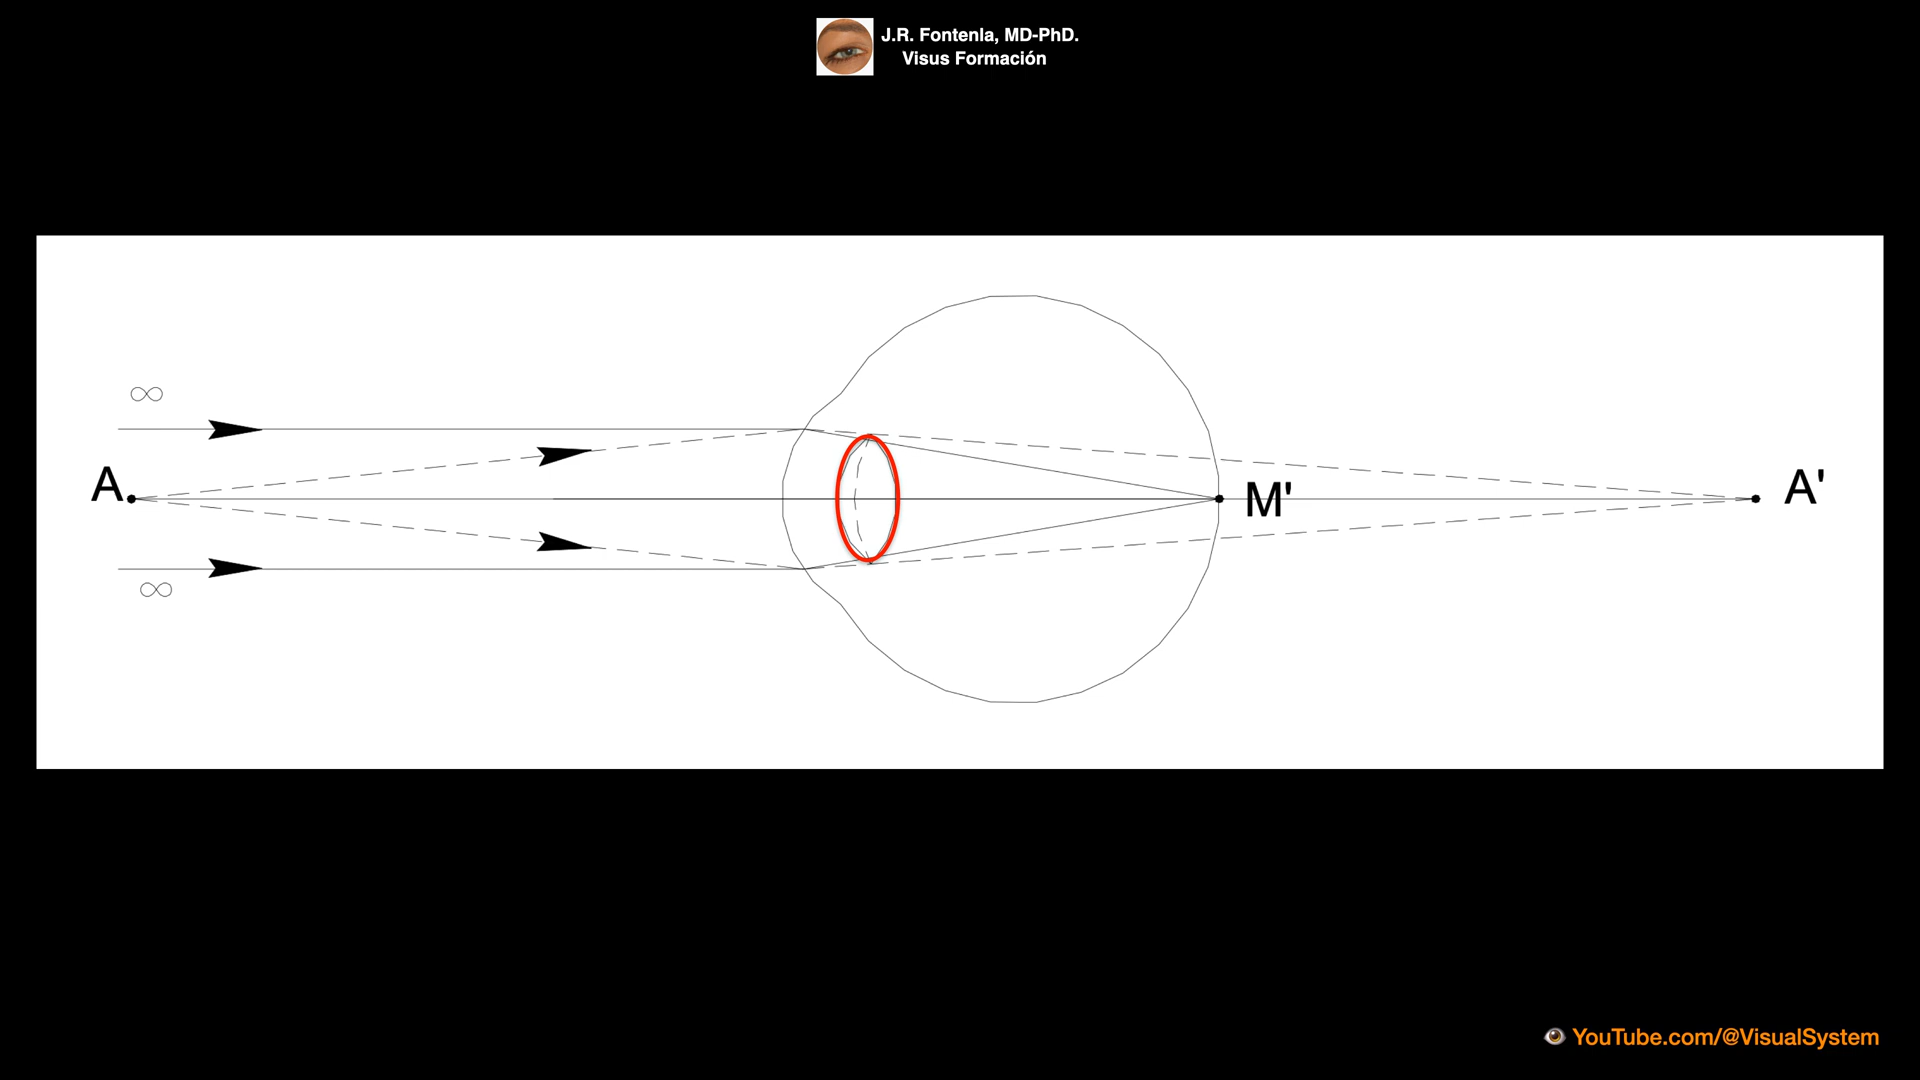 J.R. Fontenla, MD-PhD.
Visus Formación
∞
A
M'
A'
∞
YouTube.com/@VisualSystem